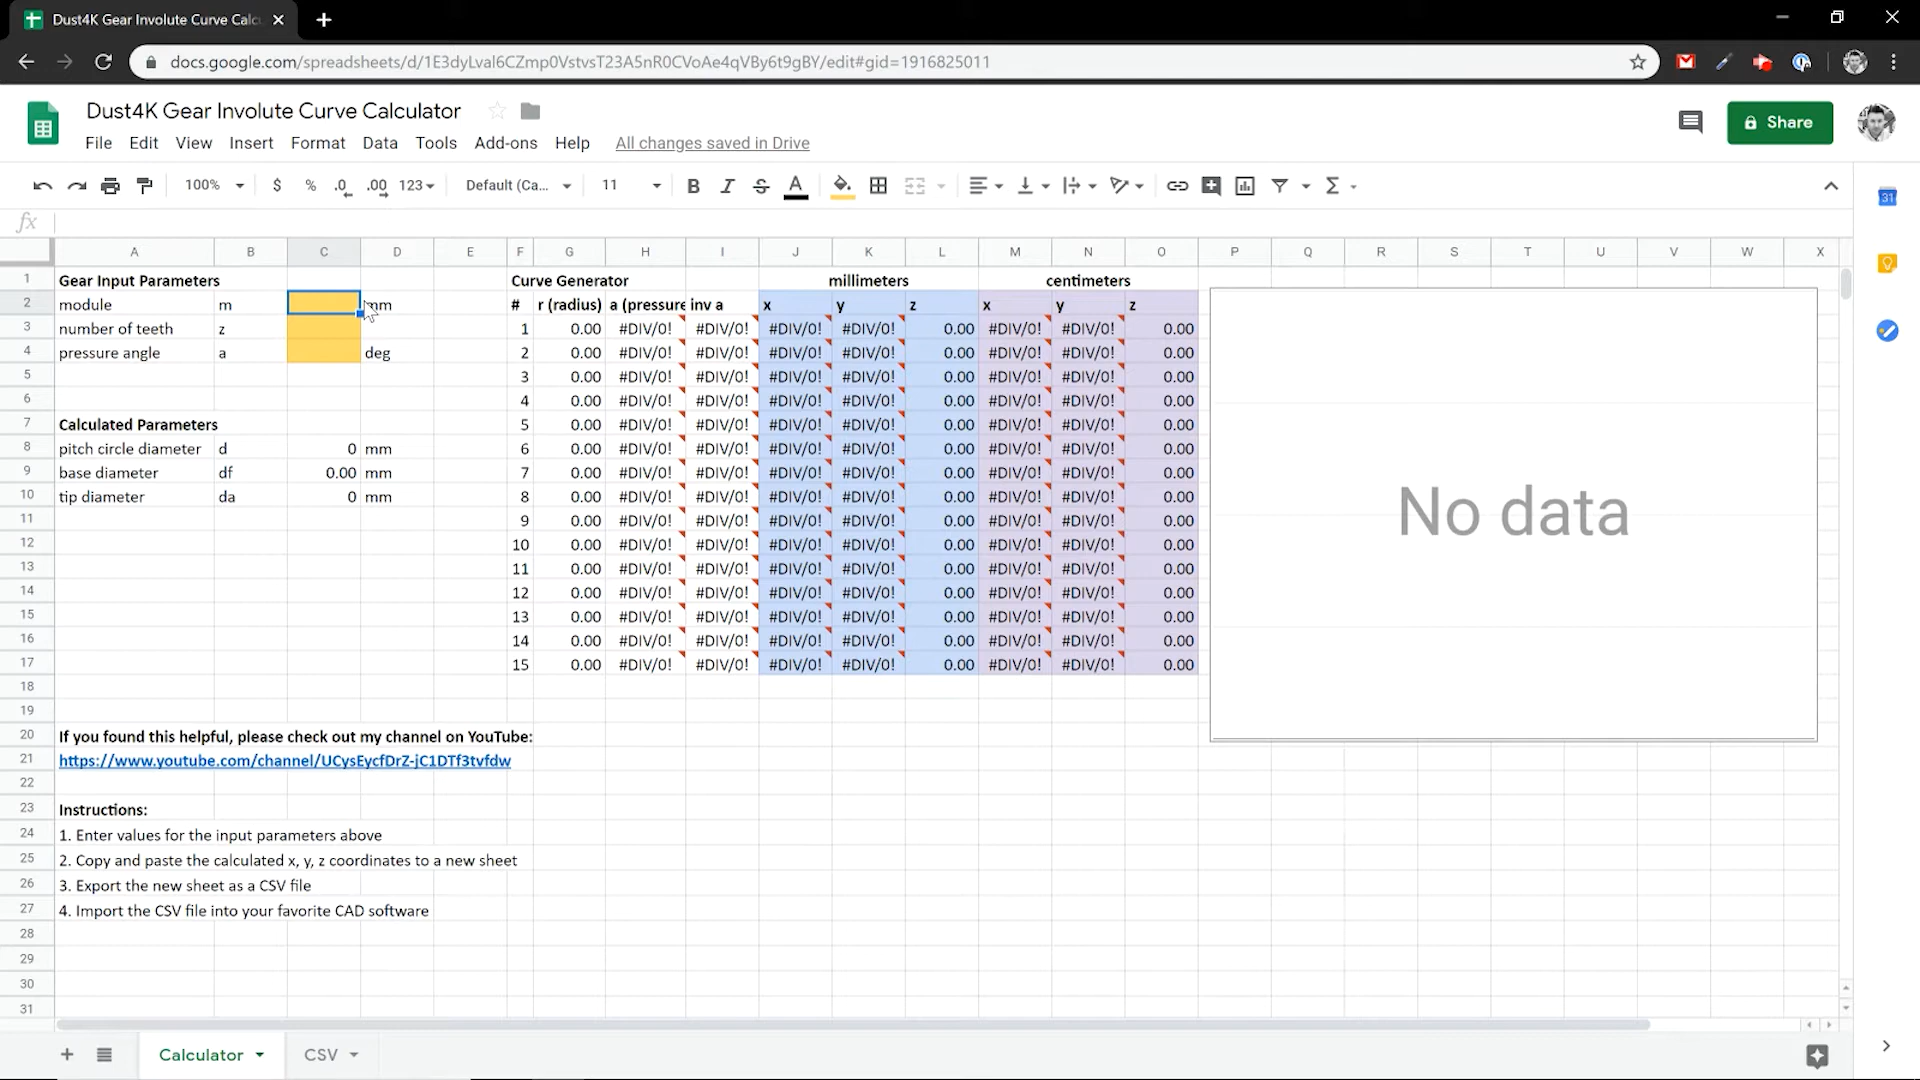 Dust4K Gear Involute Curve Calc
docs.google.com/spreadsheets/d/1E3dyLval6CZmp0VstvsT23A5nR0CVoAe4qVBy6t9gBY/edit#gid=1916825011
Dust4K Gear Involute Curve Calculator
File Edit View Insert Format Data Tools Add-ons Help All changes saved in Drive
Share
100% $ % .0 .00 123 Default (Ca... 11 B I S A
31
fx
A B C D E F G H I J K L M N O P Q R S T U V W X
1 Gear Input Parameters Curve Generator millimeters centimeters
2 module m mm # r (radius) a (pressure inv a x y z x y z
3 number of teeth z 1 0.00 #DIV/0! #DIV/0! #DIV/0! #DIV/0! 0.00 #DIV/0! #DIV/0! 0.00
4 pressure angle a deg 2 0.00 #DIV/0! #DIV/0! #DIV/0! #DIV/0! 0.00 #DIV/0! #DIV/0! 0.00
5 3 0.00 #DIV/0! #DIV/0! #DIV/0! #DIV/0! 0.00 #DIV/0! #DIV/0! 0.00
6 4 0.00 #DIV/0! #DIV/0! #DIV/0! #DIV/0! 0.00 #DIV/0! #DIV/0! 0.00
7 Calculated Parameters 5 0.00 #DIV/0! #DIV/0! #DIV/0! #DIV/0! 0.00 #DIV/0! #DIV/0! 0.00
8 pitch circle diameter d 0 mm 6 0.00 #DIV/0! #DIV/0! #DIV/0! #DIV/0! 0.00 #DIV/0! #DIV/0! 0.00
9 base diameter df 0.00 mm 7 0.00 #DIV/0! #DIV/0! #DIV/0! #DIV/0! 0.00 #DIV/0! #DIV/0! 0.00
10 tip diameter da 0 mm 8 0.00 #DIV/0! #DIV/0! #DIV/0! #DIV/0! 0.00 #DIV/0! #DIV/0! 0.00
11 9 0.00 #DIV/0! #DIV/0! #DIV/0! #DIV/0! 0.00 #DIV/0! #DIV/0! 0.00
12 10 0.00 #DIV/0! #DIV/0! #DIV/0! #DIV/0! 0.00 #DIV/0! #DIV/0! 0.00
13 11 0.00 #DIV/0! #DIV/0! #DIV/0! #DIV/0! 0.00 #DIV/0! #DIV/0! 0.00
14 12 0.00 #DIV/0! #DIV/0! #DIV/0! #DIV/0! 0.00 #DIV/0! #DIV/0! 0.00
15 13 0.00 #DIV/0! #DIV/0! #DIV/0! #DIV/0! 0.00 #DIV/0! #DIV/0! 0.00
16 14 0.00 #DIV/0! #DIV/0! #DIV/0! #DIV/0! 0.00 #DIV/0! #DIV/0! 0.00
17 15 0.00 #DIV/0! #DIV/0! #DIV/0! #DIV/0! 0.00 #DIV/0! #DIV/0! 0.00
No data
18
19
20 If you found this helpful, please check out my channel on YouTube:
21 https://www.youtube.com/channel/UCysEycfDrZ-jC1DTf3tvfdw
22
23 Instructions:
24 1. Enter values for the input parameters above
25 2. Copy and paste the calculated x, y, z coordinates to a new sheet
26 3. Export the new sheet as a CSV file
27 4. Import the CSV file into your favorite CAD software
28
29
30
31
Calculator CSV